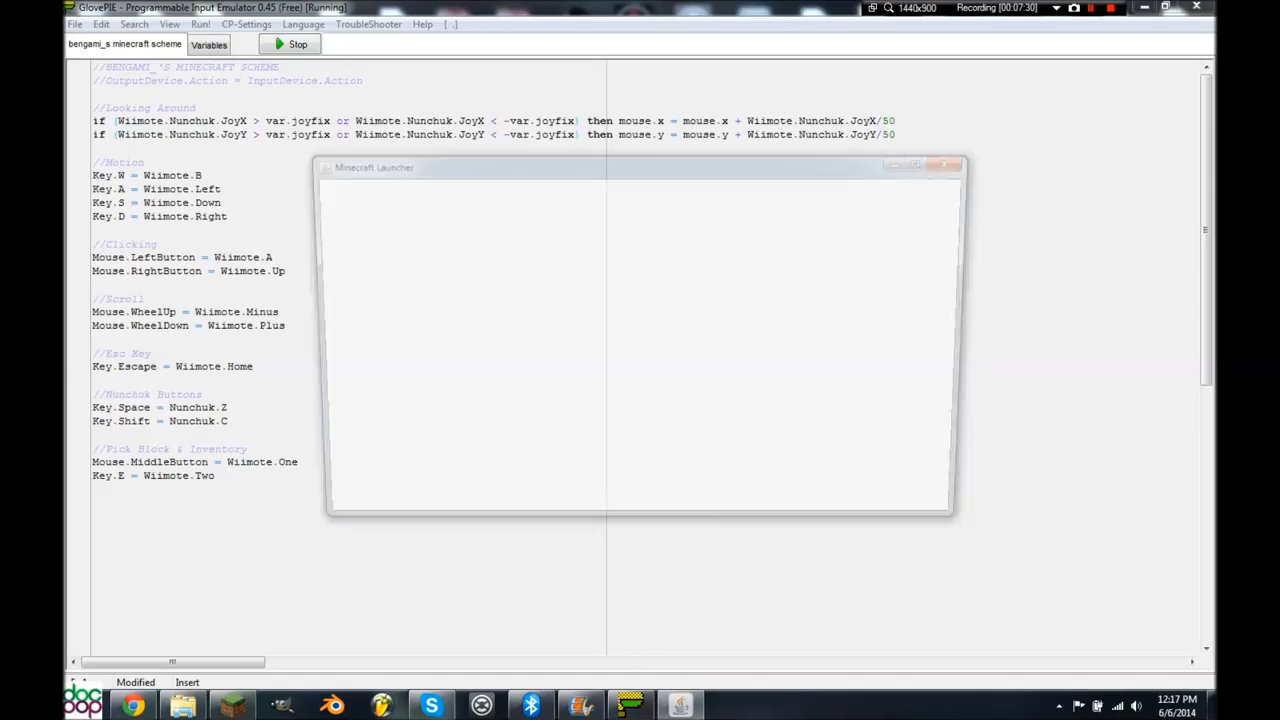 GlovePIE - Programmable Input Emulator 0.45 (Free) [Running]
1440x900
Recording [00:07:30]
File Edit Search View Run! CP-Settings Language TroubleShooter Help [ .]
bengami_s minecraft scheme Variables Stop
//BENGAMI_'S MINECRAFT SCHEME
//OutputDevice.Action = InputDevice.Action
//Looking Around
if (Wiimote.Nunchuk.JoyX > var.joyfix or Wiimote.Nunchuk.JoyX < -var.joyfix) then mouse.x = mouse.x + Wiimote.Nunchuk.JoyX/50
if (Wiimote.Nunchuk.JoyY > var.joyfix or Wiimote.Nunchuk.JoyY < -var.joyfix) then mouse.y = mouse.y + Wiimote.Nunchuk.JoyY/50
//Motion
Key.W = Wiimote.B
Key.A = Wiimote.Left
Key.S = Wiimote.Down
Key.D = Wiimote.Right
//Clicking
Mouse.LeftButton = Wiimote.A
Mouse.RightButton = Wiimote.Up
//Scroll
Mouse.WheelUp = Wiimote.Minus
Mouse.WheelDown = Wiimote.Plus
//Esc Key
Key.Escape = Wiimote.Home
//Nunchuk Buttons
Key.Space = Nunchuk.Z
Key.Shift = Nunchuk.C
//Pick Block & Inventory
Mouse.MiddleButton = Wiimote.One
Key.E = Wiimote.Two
Minecraft Launcher
Modified Insert
doc
pop
12:17 PM
6/6/2014